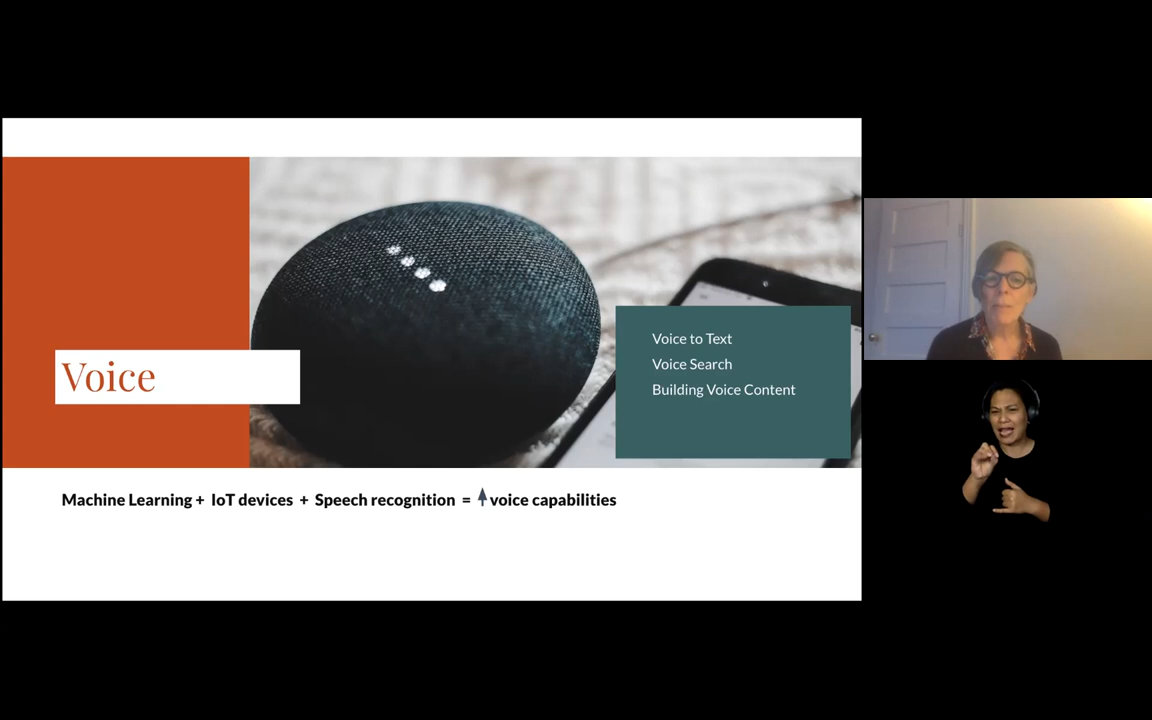 Voice
Voice to Text
Voice Search
Building Voice Content
Machine Learning + IoT devices + Speech recognition = voice capabilities